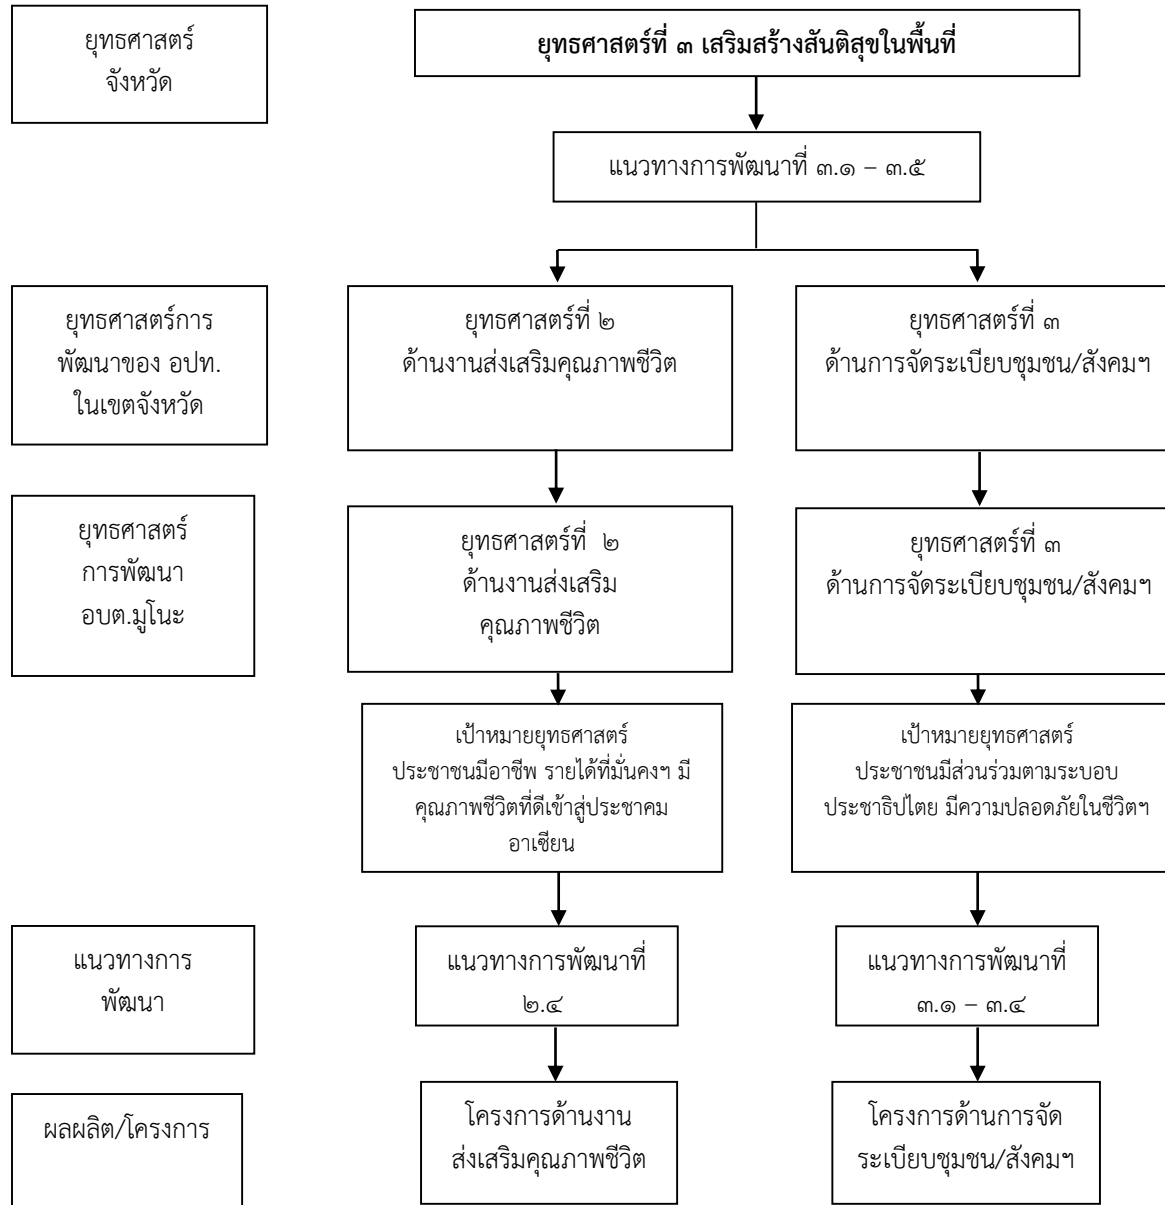 ยุทธศาสตร์
จังหวัด
ยุทธศาสตร์ที่ ๓ เสริมสร้างสันติสุขในพื้นที่
แนวทางการพัฒนาที่ ๓.๑ – ๓.๕
ยุทธศาสตร์การ
พัฒนาของ อปท.
ในเขตจังหวัด
ยุทธศาสตร์ที่ ๒
ด้านงานส่งเสริมคุณภาพชีวิต
ยุทธศาสตร์ที่ ๓
ด้านการจัดระเบียบชุมชน/สังคมฯ
ยุทธศาสตร์
การพัฒนา
อบต.มูโนะ
ยุทธศาสตร์ที่ ๒
ด้านงานส่งเสริม
คุณภาพชีวิต
ยุทธศาสตร์ที่ ๓
ด้านการจัดระเบียบชุมชน/สังคมฯ
เป้าหมายยุทธศาสตร์
ประชาชนมีอาชีพ รายได้ที่มั่นคงฯ มี
คุณภาพชีวิตที่ดีเข้าสู่ประชาคม
อาเซียน
เป้าหมายยุทธศาสตร์
ประชาชนมีส่วนร่วมตามระบอบ
ประชาธิปไตย มีความปลอดภัยในชีวิตฯ
แนวทางการ
พัฒนา
แนวทางการพัฒนาที่
๒.๔
แนวทางการพัฒนาที่
๓.๑ – ๓.๔
ผลผลิต/โครงการ
โครงการด้านงาน
ส่งเสริมคุณภาพชีวิต
โครงการด้านการจัด
ระเบียบชุมชน/สังคมฯ